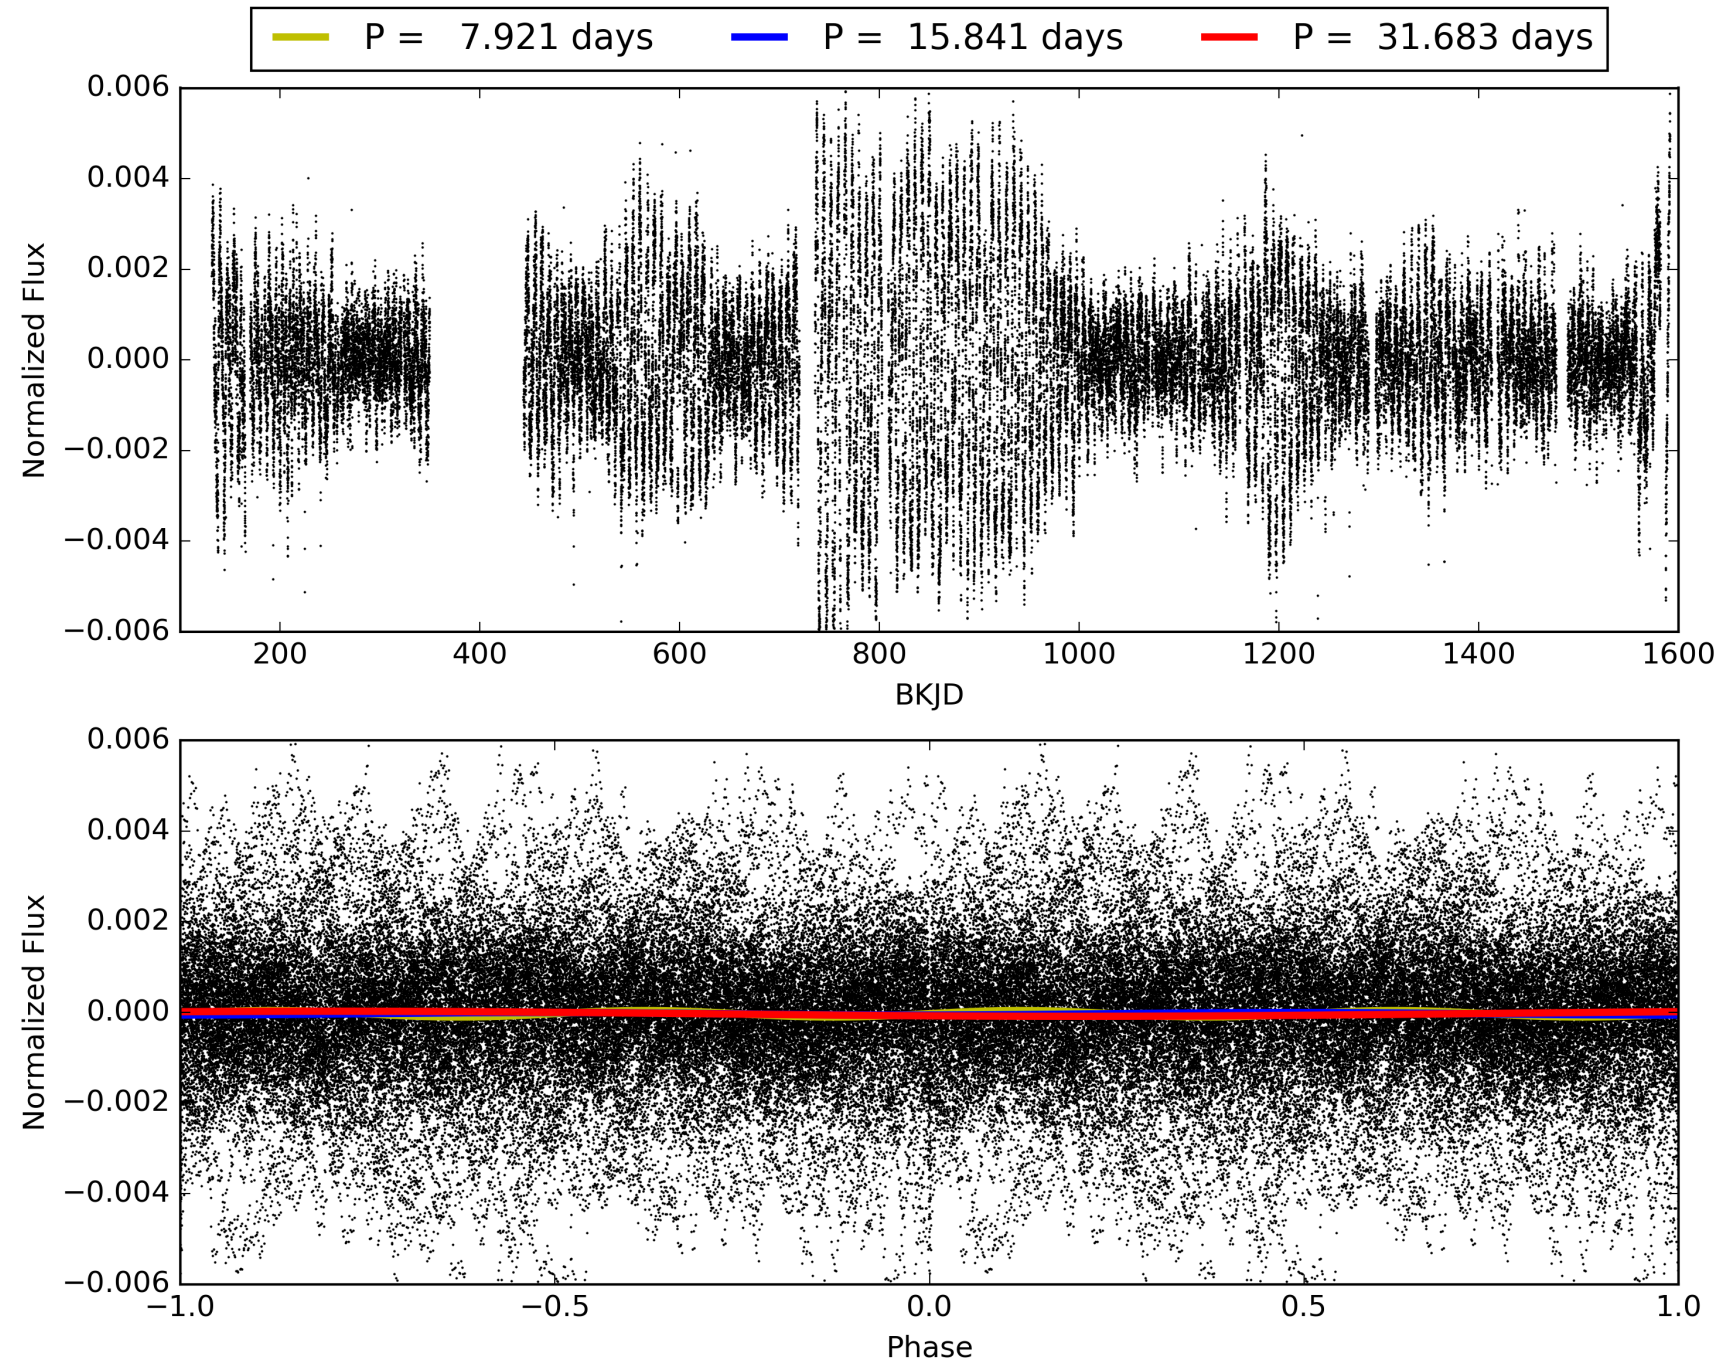 P = 7.921 days P = 15.841 days P = 31.683 days
0.006
0.004
0.002
0.000
−0.002
−0.004
−0.006
Normalized Flux
200 400 600 800 1000 1200 1400 1600
BKJD
0.006
0.004
0.002
0.000
−0.002
−0.004
−0.006
Normalized Flux
−1.0 −0.5 0.0 0.5 1.0
Phase